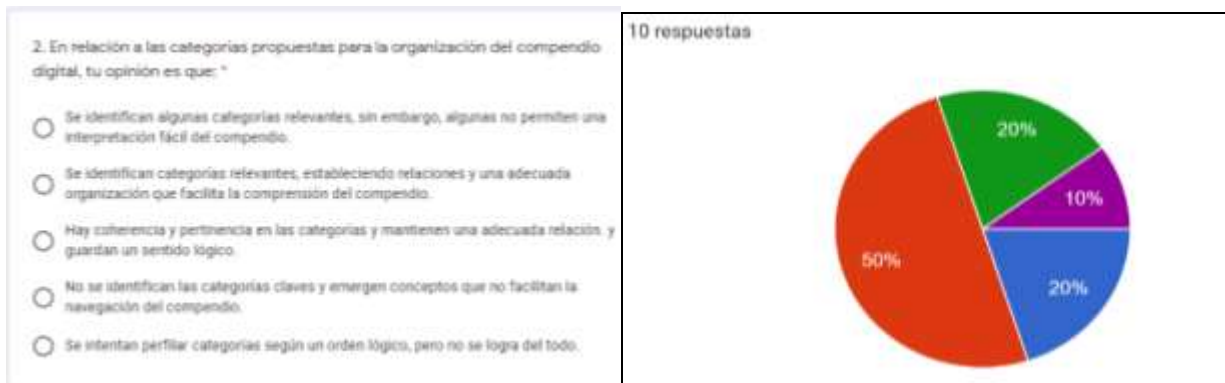 2. En relación a las categorías propuestas para la organización del compendio
digital, tu opinión es que: *
Se identifican algunas categorías relevantes, sin embargo, algunas no permiten una
interpretación fácil del compendio.
Se identifican categorías relevantes, estableciendo relaciones y una adecuada
organización que facilita la comprensión del compendio.
Hay coherencia y pertinencia en las categorías y mantienen una adecuada relación. y
guardan un sentido lógico.
No se identifican las categorías claves y emergen conceptos que no facilitan la
navegación del compendio.
Se intentan perfilar categorías según un orden lógico, pero no se logra del todo.
10 respuestas
20%
10%
50%
20%